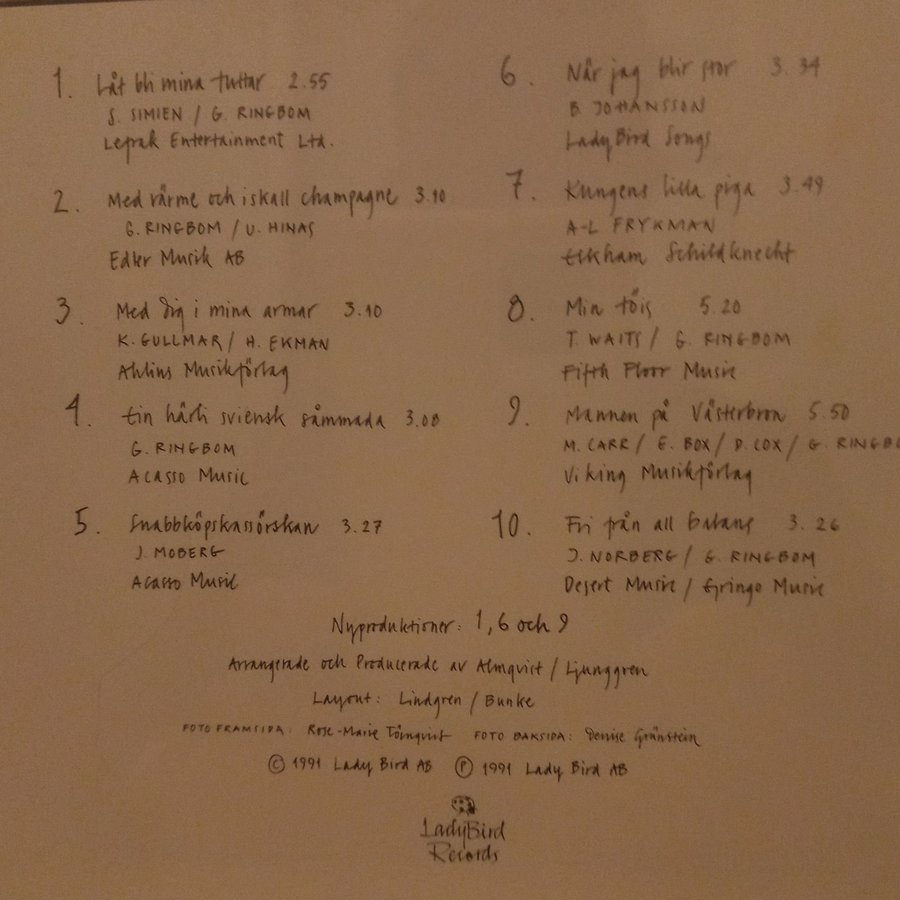 1. Låt bli mina tuttar 2.55
S. SIMIEN / G. RINGBOM
Lefrak Entertainment Ltd.
2. Med värme och iskall champagne 3.10
G. RINGBOM / U. HINAS
Edler Musik AB
3. Med dig i mina armar 3.10
K. GULLMAR / H. EKMAN
Ahlins Musikförlag
4. Ein härli sviensk såmmada 3.08
G. RINGBOM
Acasso Music
5. Snabbköpskassörskan 3.27
J. MOBERG
Acasso Music
6. Når jag blir stor 3.34
B. JOHANSSON
LadyBird Songs
7. Kungens lilla piga 3.49
A-L FRYKMAN
Elkham Schildknecht
8. Min töis 5.20
T. WAITS / G. RINGBOM
Fifth Floor Music
9. Mannen på Västerbron 5.50
M. CARR / E. BOX / D. COX / G. RINGBO
Viking Musikförlag
10. Fri från all balans 3.26
J. NORBERG / G. RINGBOM
Desert Music / Gringo Music
Nyproduktioner: 1, 6 och 9
Arrangerade och Producerade av Almqvist / Ljunggren
Layout: Lindgren / Bunke
FOTO FRAMSIDA: Rose-Marie Törnqvist FOTO BAKSIDA: Denise Grünstein
© 1991 Lady Bird AB ℗ 1991 Lady Bird AB
LadyBird
Records